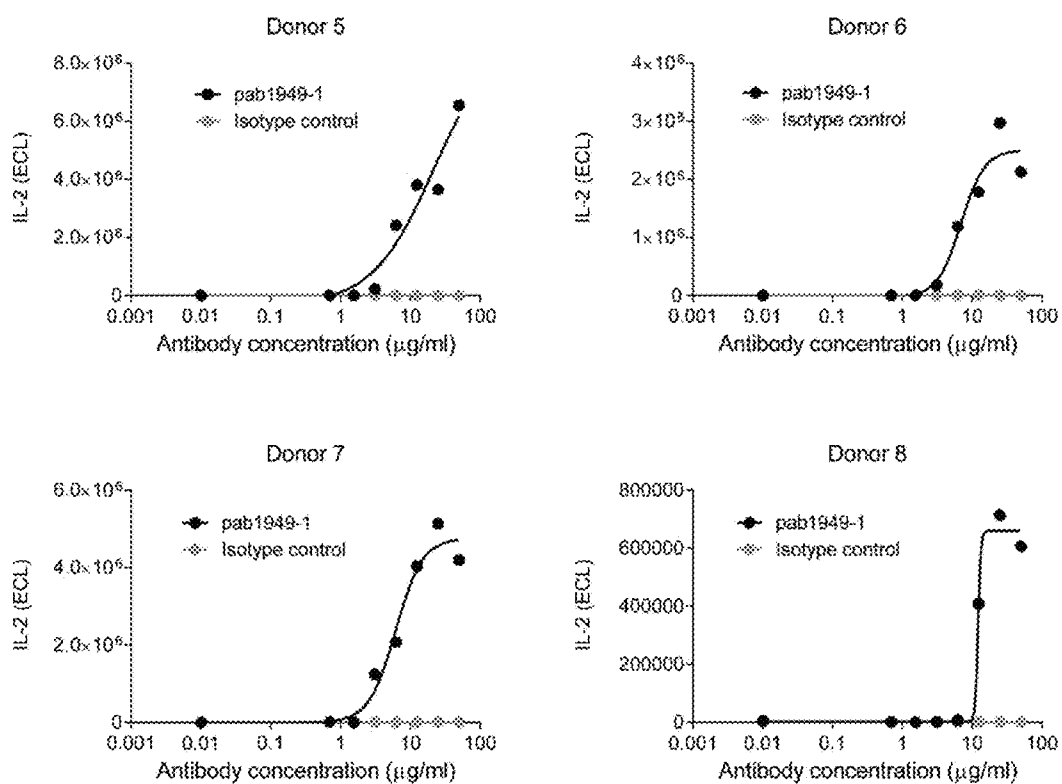 Donor 5
8.0×10⁶
6.0×10⁶
4.0×10⁶
2.0×10⁶
0
IL-2 (ECL)
pab1949-1
Isotype control
0.001 0.01 0.1 1 10 100
Antibody concentration (μg/ml)
Donor 6
4×10⁶
3×10⁶
2×10⁶
1×10⁶
0
IL-2 (ECL)
pab1949-1
Isotype control
0.001 0.01 0.1 1 10 100
Antibody concentration (μg/ml)
Donor 7
6.0×10⁶
4.0×10⁶
2.0×10⁶
0
IL-2 (ECL)
pab1949-1
Isotype control
0.001 0.01 0.1 1 10 100
Antibody concentration (μg/ml)
Donor 8
800000
600000
400000
200000
0
IL-2 (ECL)
pab1949-1
Isotype control
0.001 0.01 0.1 1 10 100
Antibody concentration (μg/ml)